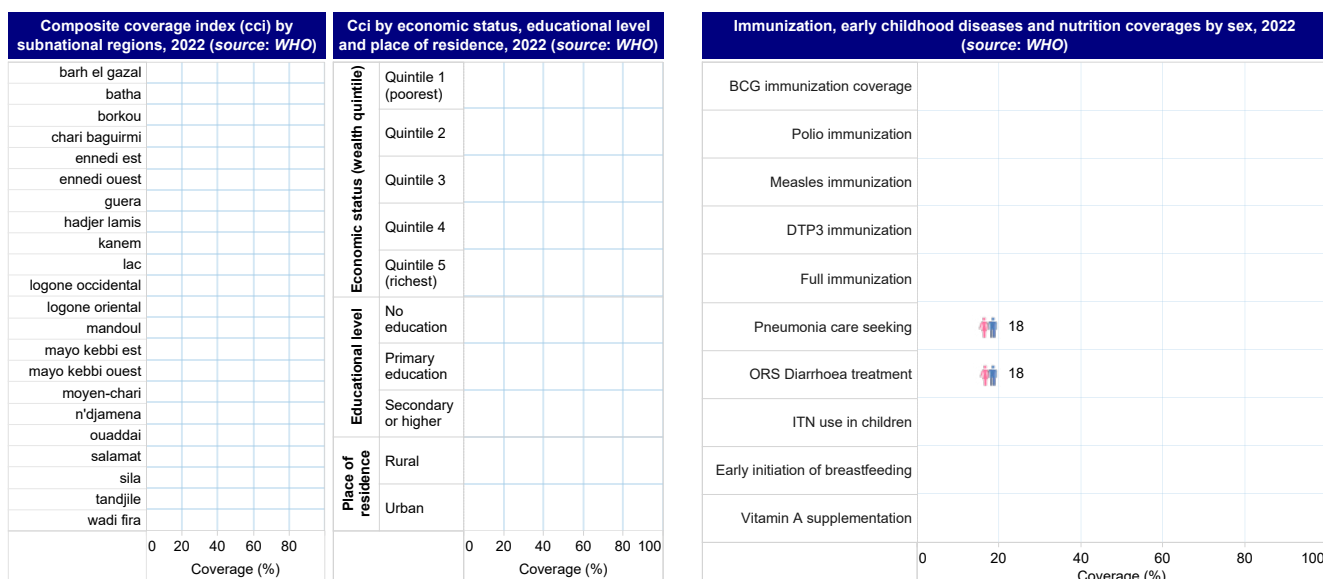 Composite coverage index (cci) by
subnational regions, 2022 (source: WHO)
barh el gazal
batha
borkou
chari baguirmi
ennedi est
ennedi ouest
guera
hadjer lamis
kanem
lac
logone occidental
logone oriental
mandoul
mayo kebbi est
mayo kebbi ouest
moyen-chari
n'djamena
ouaddai
salamat
sila
tandjile
wadi fira
0 20 40 60 80
Coverage (%)
Cci by economic status, educational level
and place of residence, 2022 (source: WHO)
Economic status (wealth quintile)
Quintile 1
(poorest)
Quintile 2
Quintile 3
Quintile 4
Quintile 5
(richest)
Educational level
No
education
Primary
education
Secondary
or higher
Place of
residence
Rural
Urban
0 20 40 60 80 100
Coverage (%)
Immunization, early childhood diseases and nutrition coverages by sex, 2022
(source: WHO)
BCG immunization coverage
Polio immunization
Measles immunization
DTP3 immunization
Full immunization
Pneumonia care seeking 18
ORS Diarrhoea treatment 18
ITN use in children
Early initiation of breastfeeding
Vitamin A supplementation
0 20 40 60 80 100
Coverage (%)